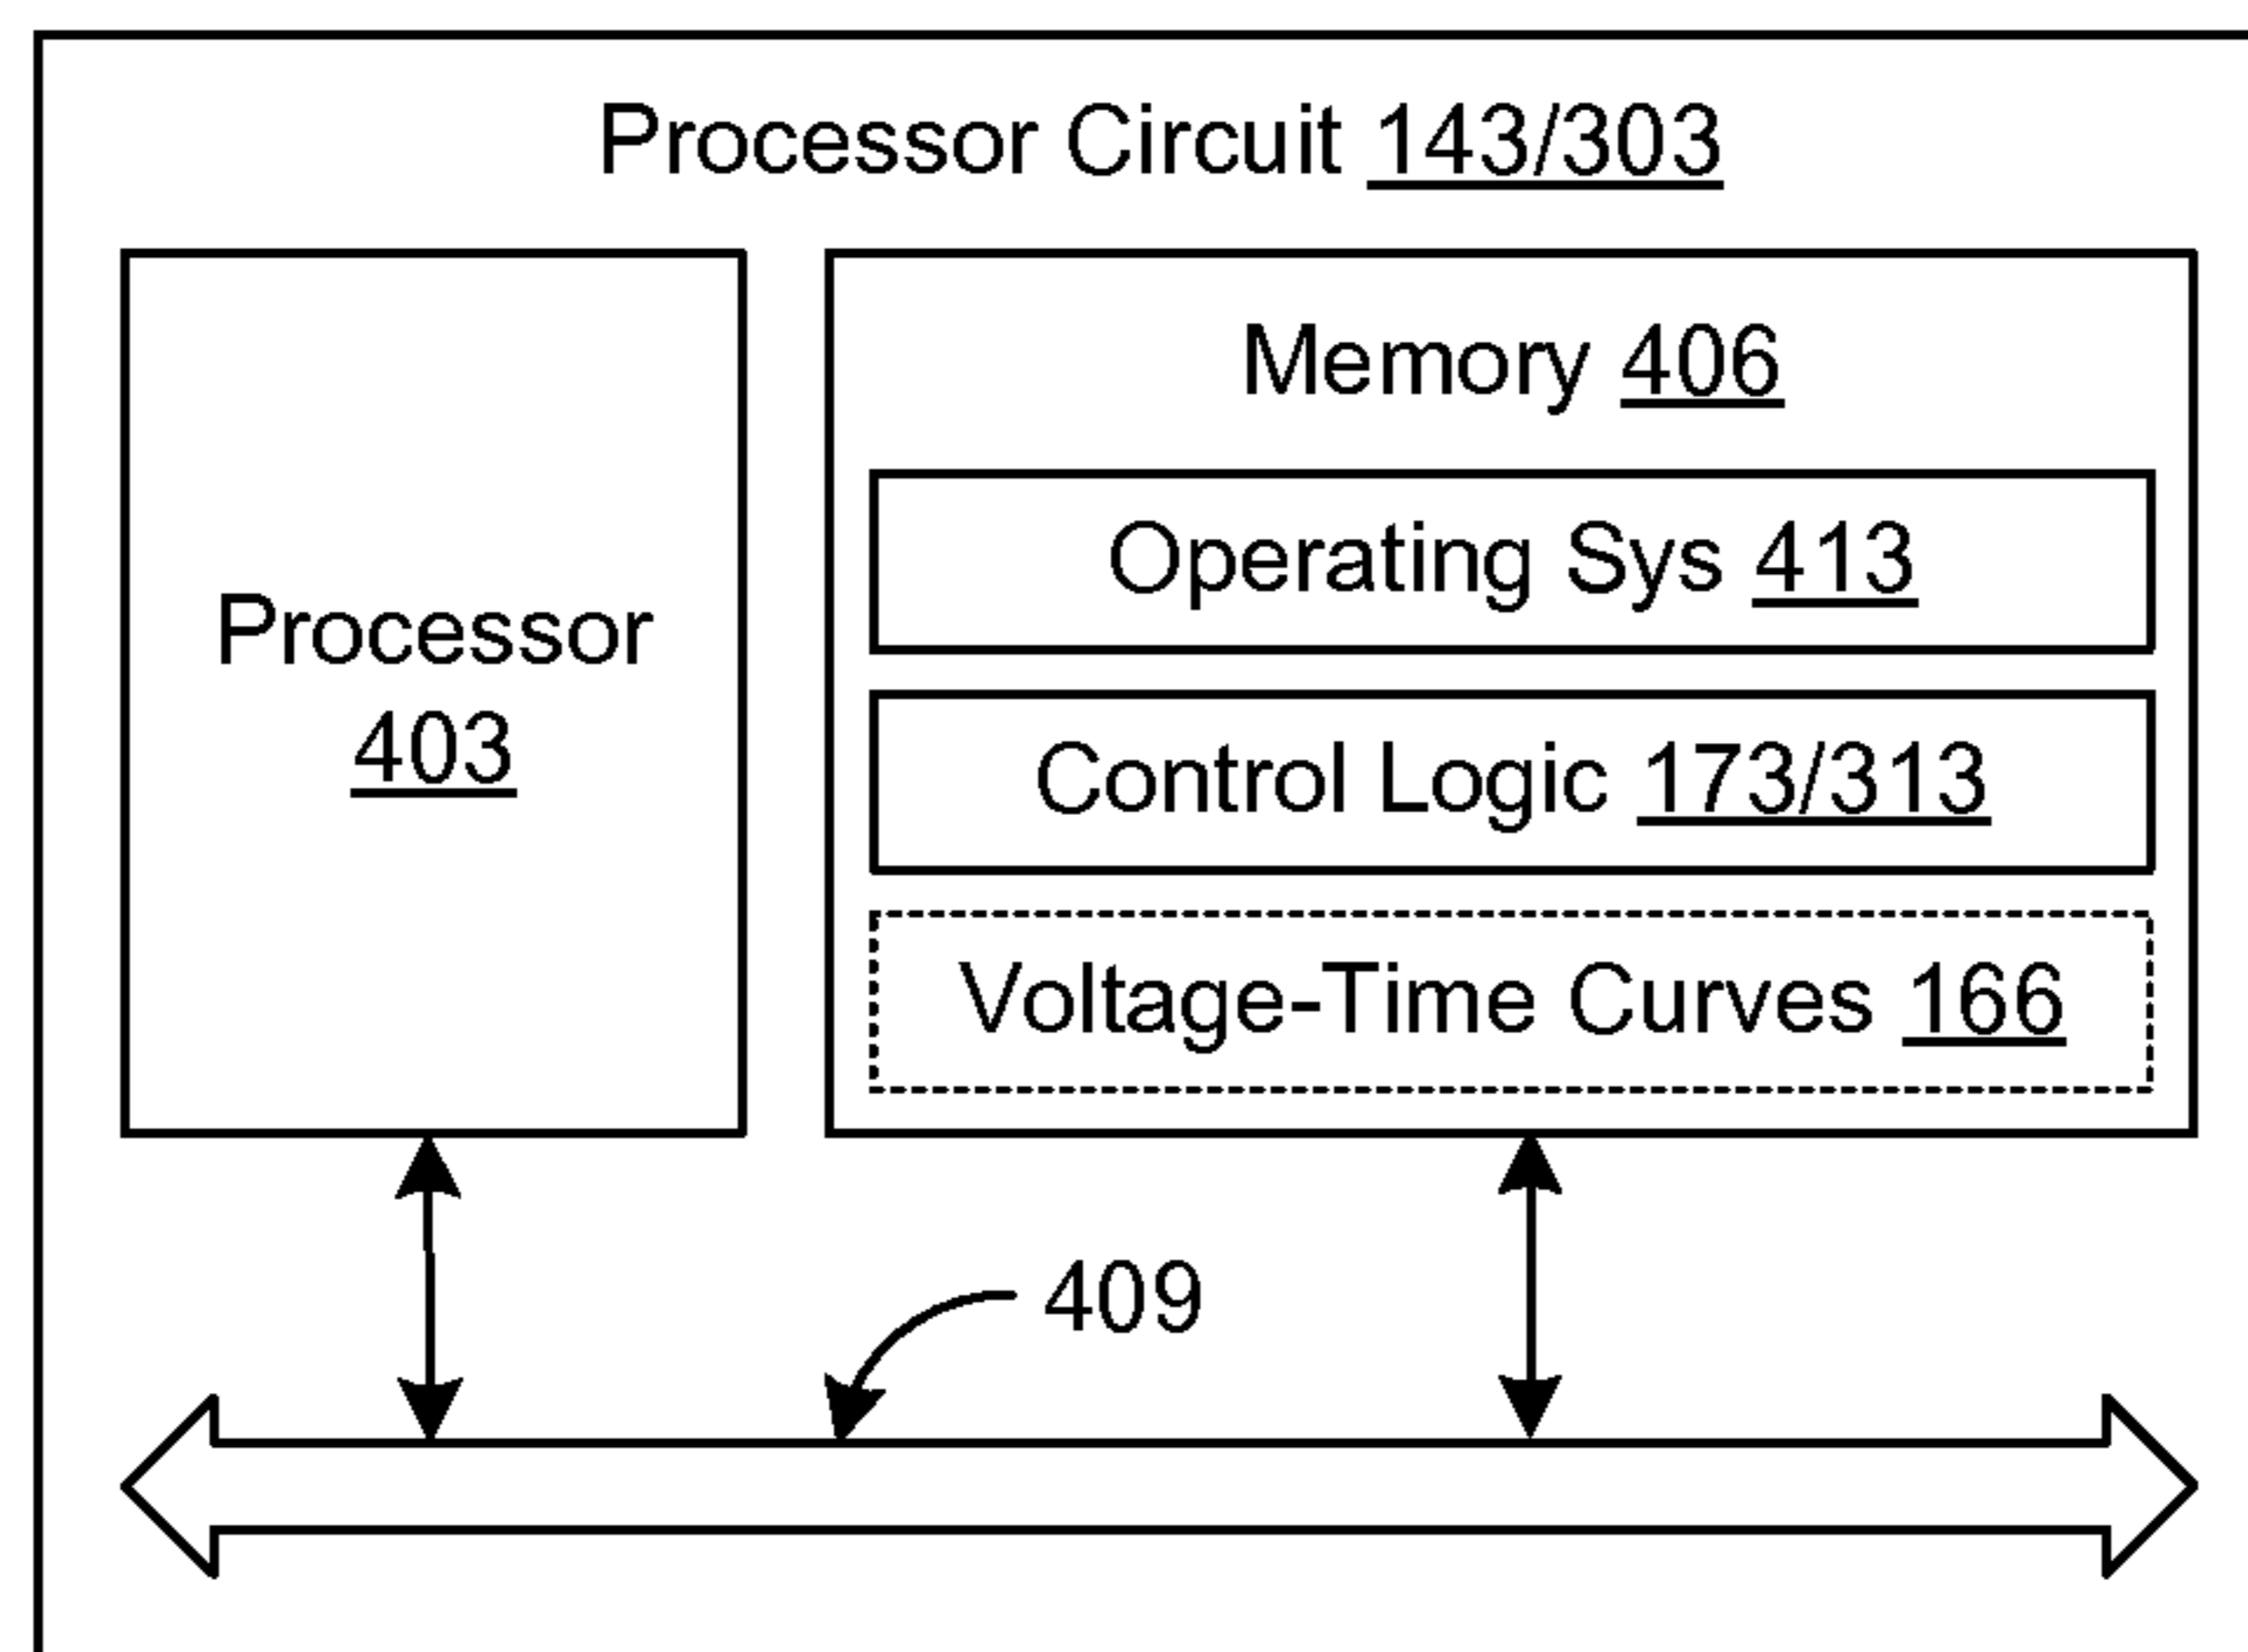 Processor Circuit 143/303
Processor
403
Memory 406
Operating Sys 413
Control Logic 173/313
Voltage-Time Curves 166
409